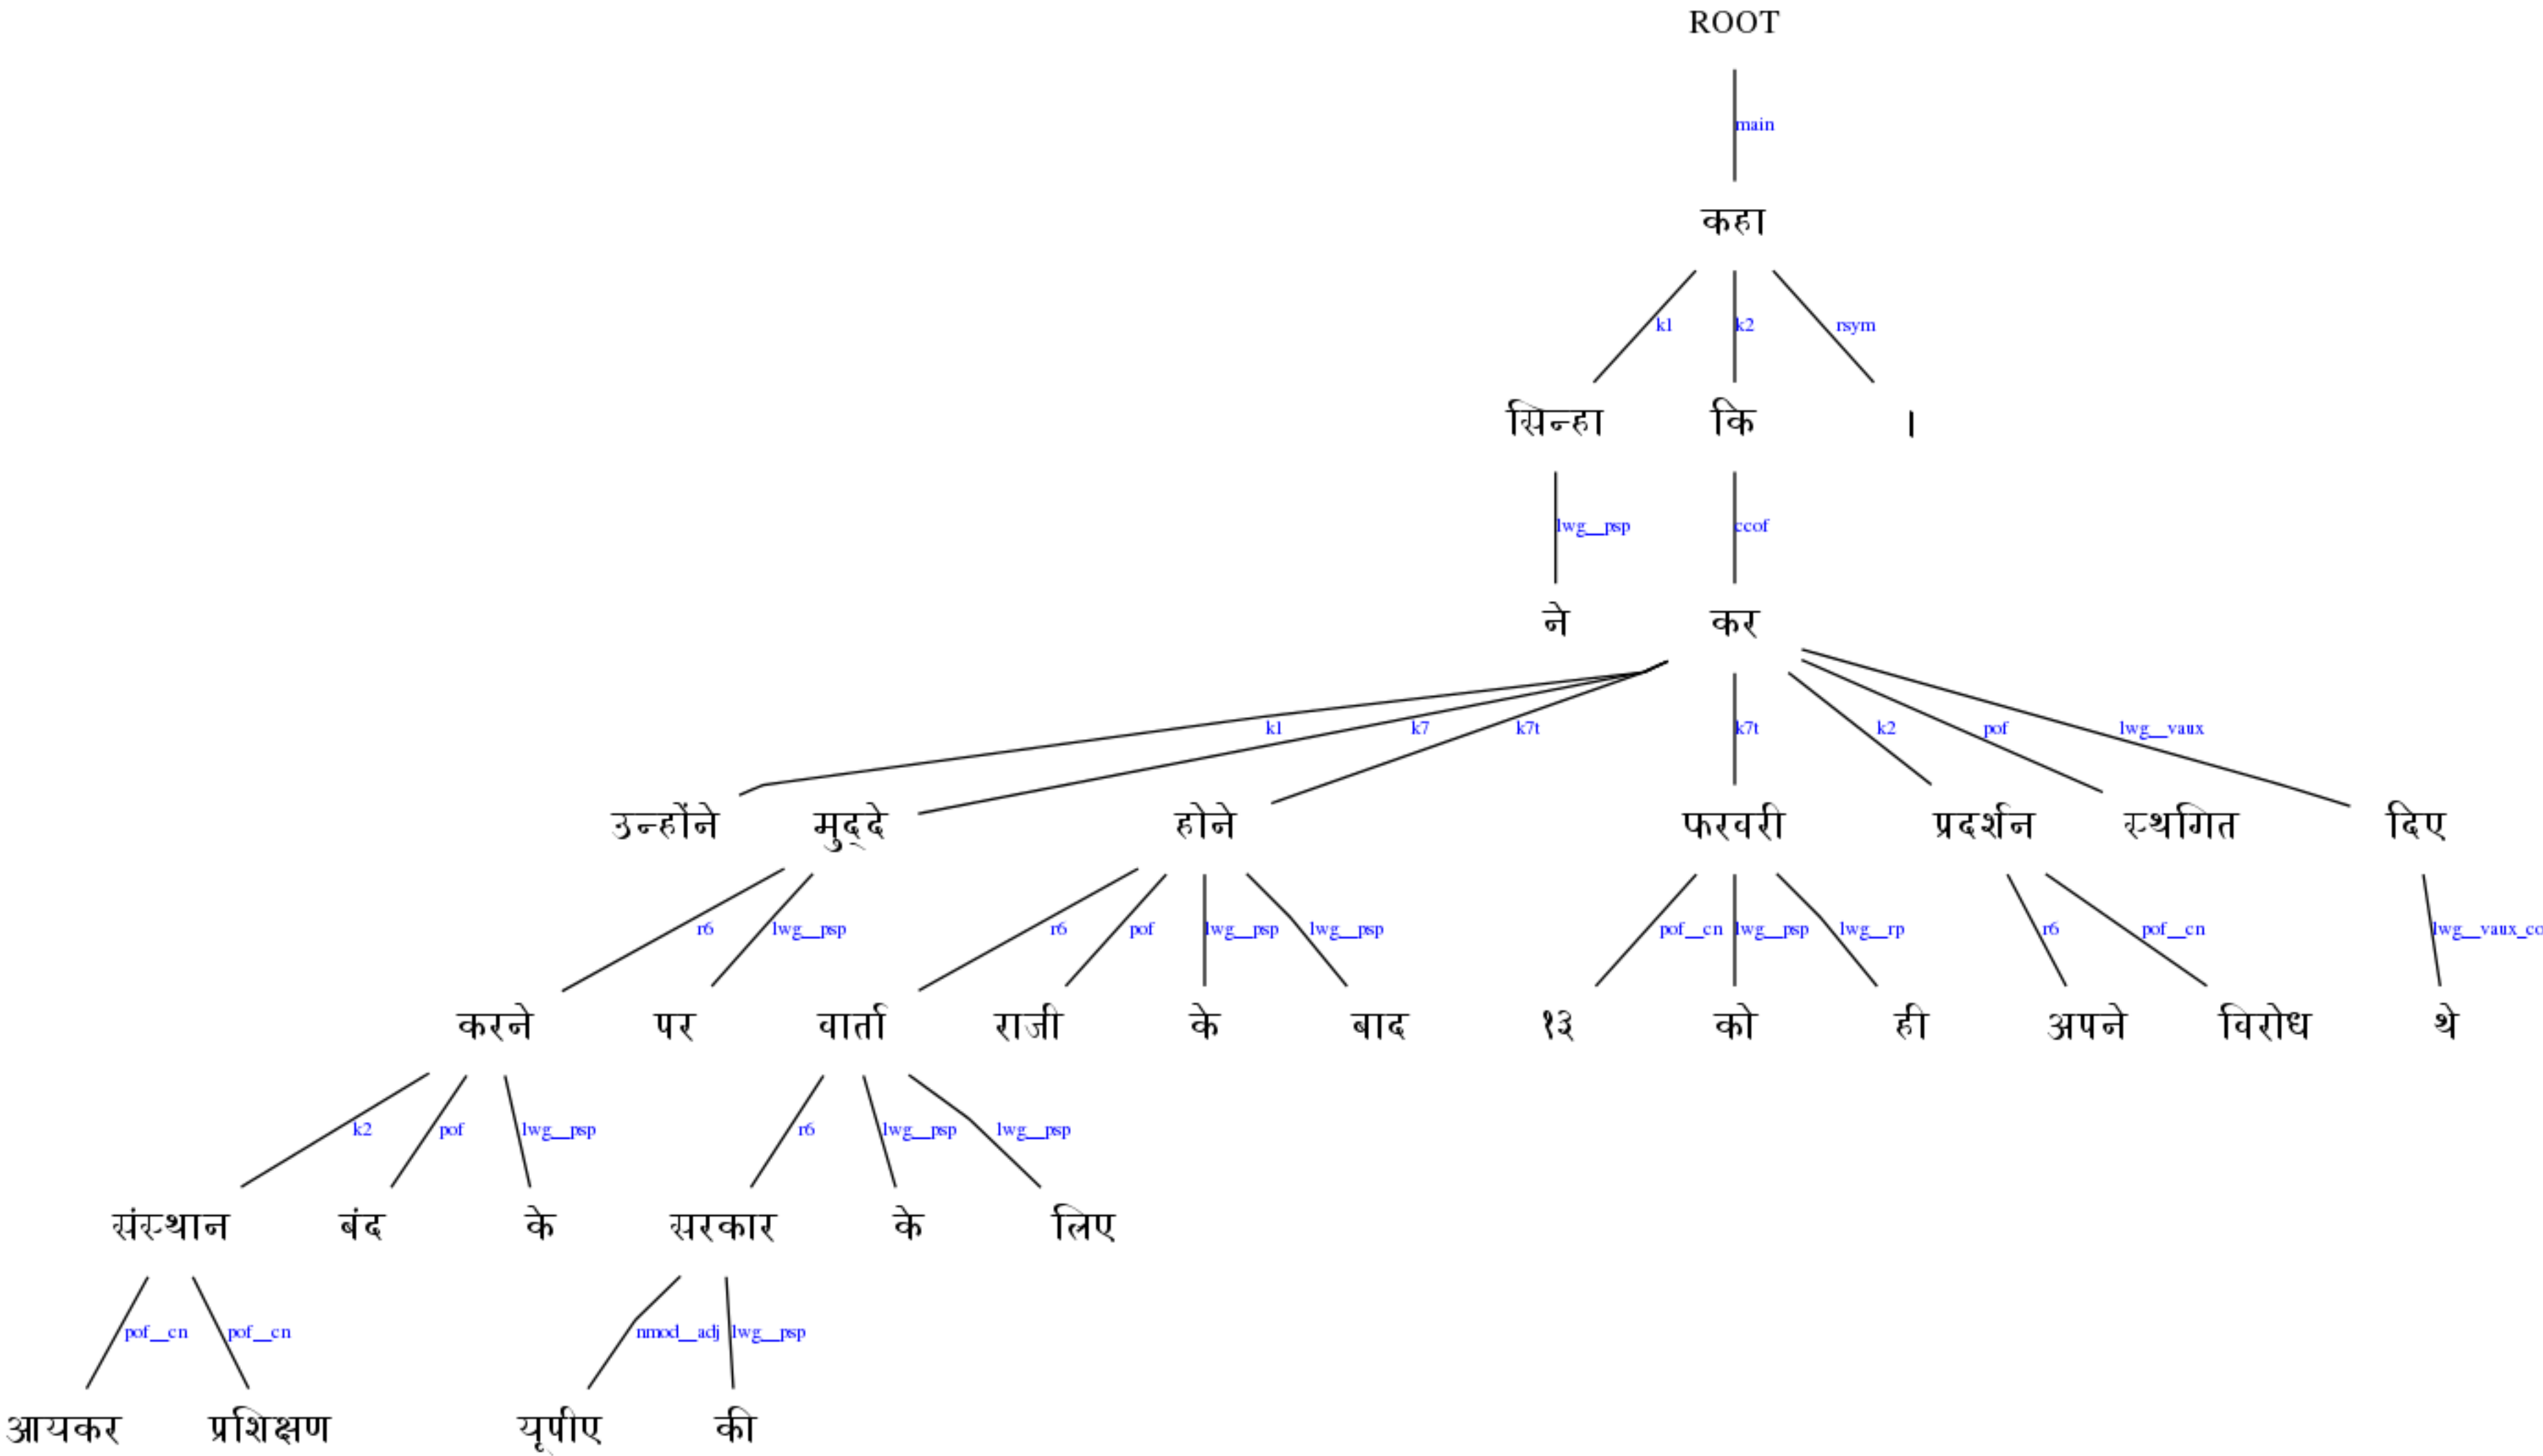 ROOT
main
कहा
k1 k2 rsym
सिन्हा कि ।
lwg__psp ccof
ने कर
k1 k7 k7t k7t k2 pof lwg__vaux
उन्होंने मुद्दे होने फरवरी प्रदर्शन स्थगित दिए
r6 lwg__psp r6 pof lwg__psp lwg__psp pof__cn lwg__psp lwg__rp r6 pof__cn lwg__vaux_co
करने पर वार्ता राजी के बाद १३ को ही अपने विरोध थे
k2 pof lwg__psp r6 lwg__psp lwg__psp
संस्थान बंद के सरकार के लिए
pof__cn pof__cn nmod__adj lwg__psp
आयकर प्रशिक्षण यूपीए की